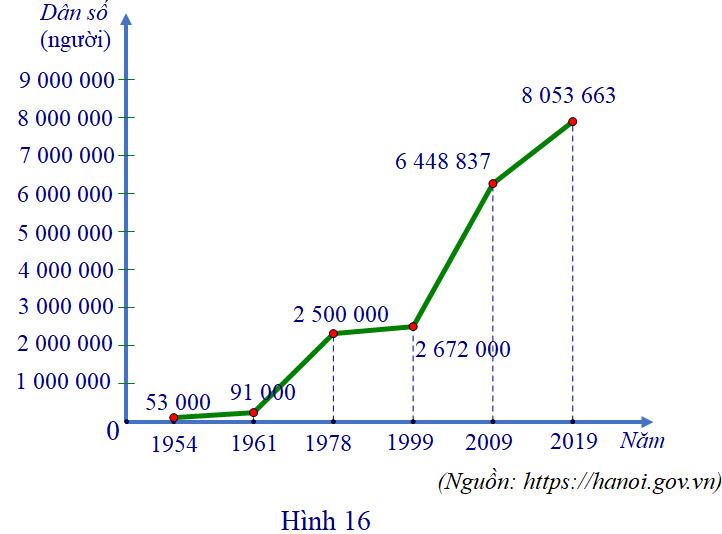 Dân số
(người)
9 000 000
8 000 000
7 000 000
6 000 000
5 000 000
4 000 000
3 000 000
2 000 000
1 000 000
0
53 000
91 000
2 500 000
2 672 000
6 448 837
8 053 663
1954
1961
1978
1999
2009
2019
Năm
(Nguồn: https://hanoi.gov.vn)
Hình 16